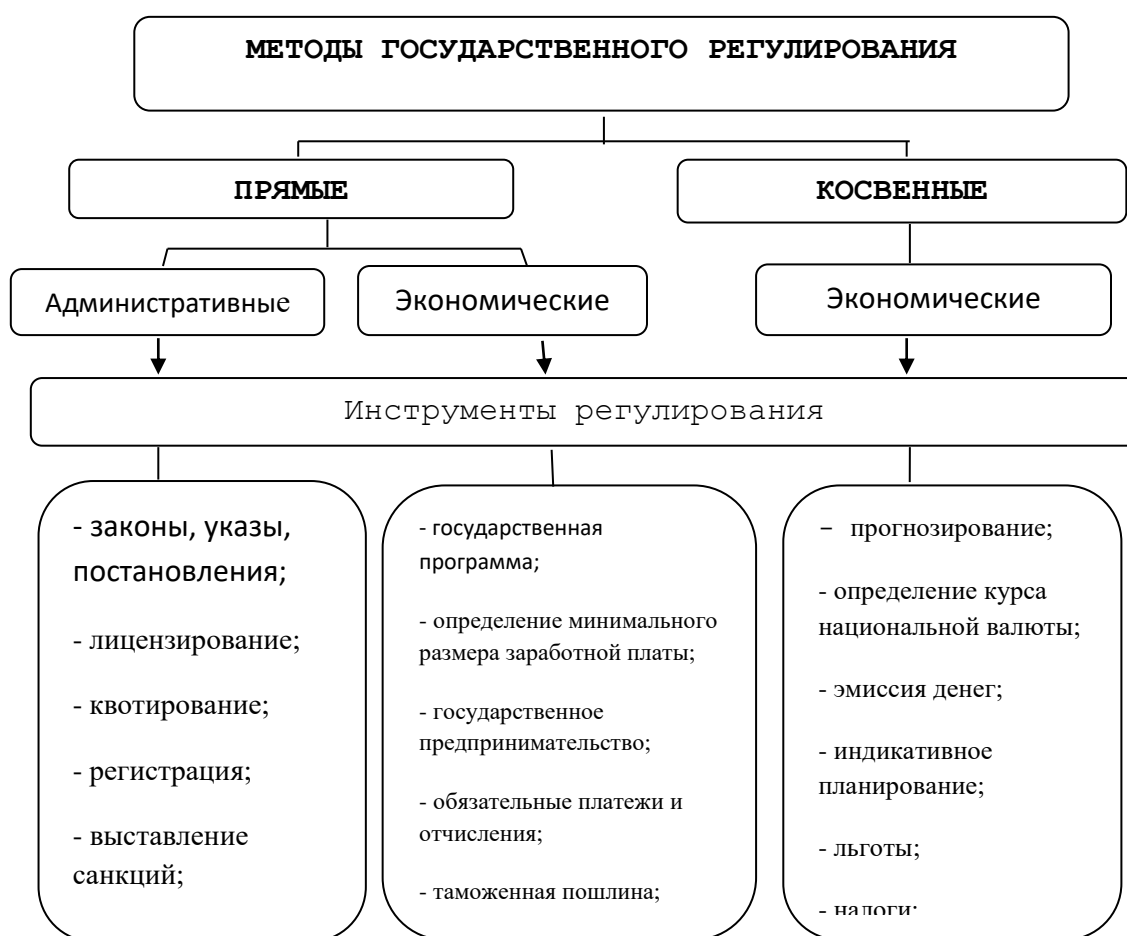 МЕТОДЫ ГОСУДАРСТВЕННОГО РЕГУЛИРОВАНИЯ
ПРЯМЫЕ
КОСВЕННЫЕ
Административные
Экономические
Экономические
Инструменты регулирования
- законы, указы,
постановления;
- лицензирование;
- квотирование;
- регистрация;
- выставление
санкций;
- государственная
программа;
- определение минимального
размера заработной платы;
- государственное
предпринимательство;
- обязательные платежи и
отчисления;
- таможенная пошлина;
- прогнозирование;
- определение курса
национальной валюты;
- эмиссия денег;
- индикативное
планирование;
- льготы;
- налоги;